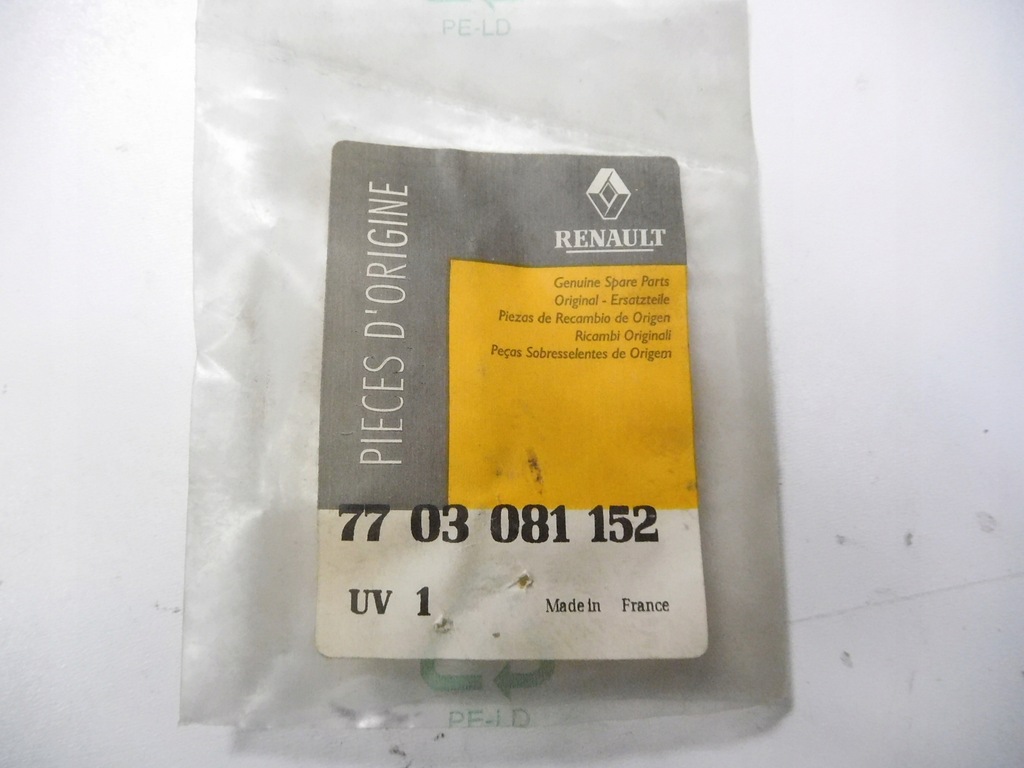 PE-LD
PIECES D'ORIGINE
RENAULT
Genuine Spare Parts
Original - Ersatzteile
Piezas de Recambio de Origen
Ricambi Originali
Peças Sobresselentes de Origem
77 03 081 152
UV 1 Made in France
PE-LD